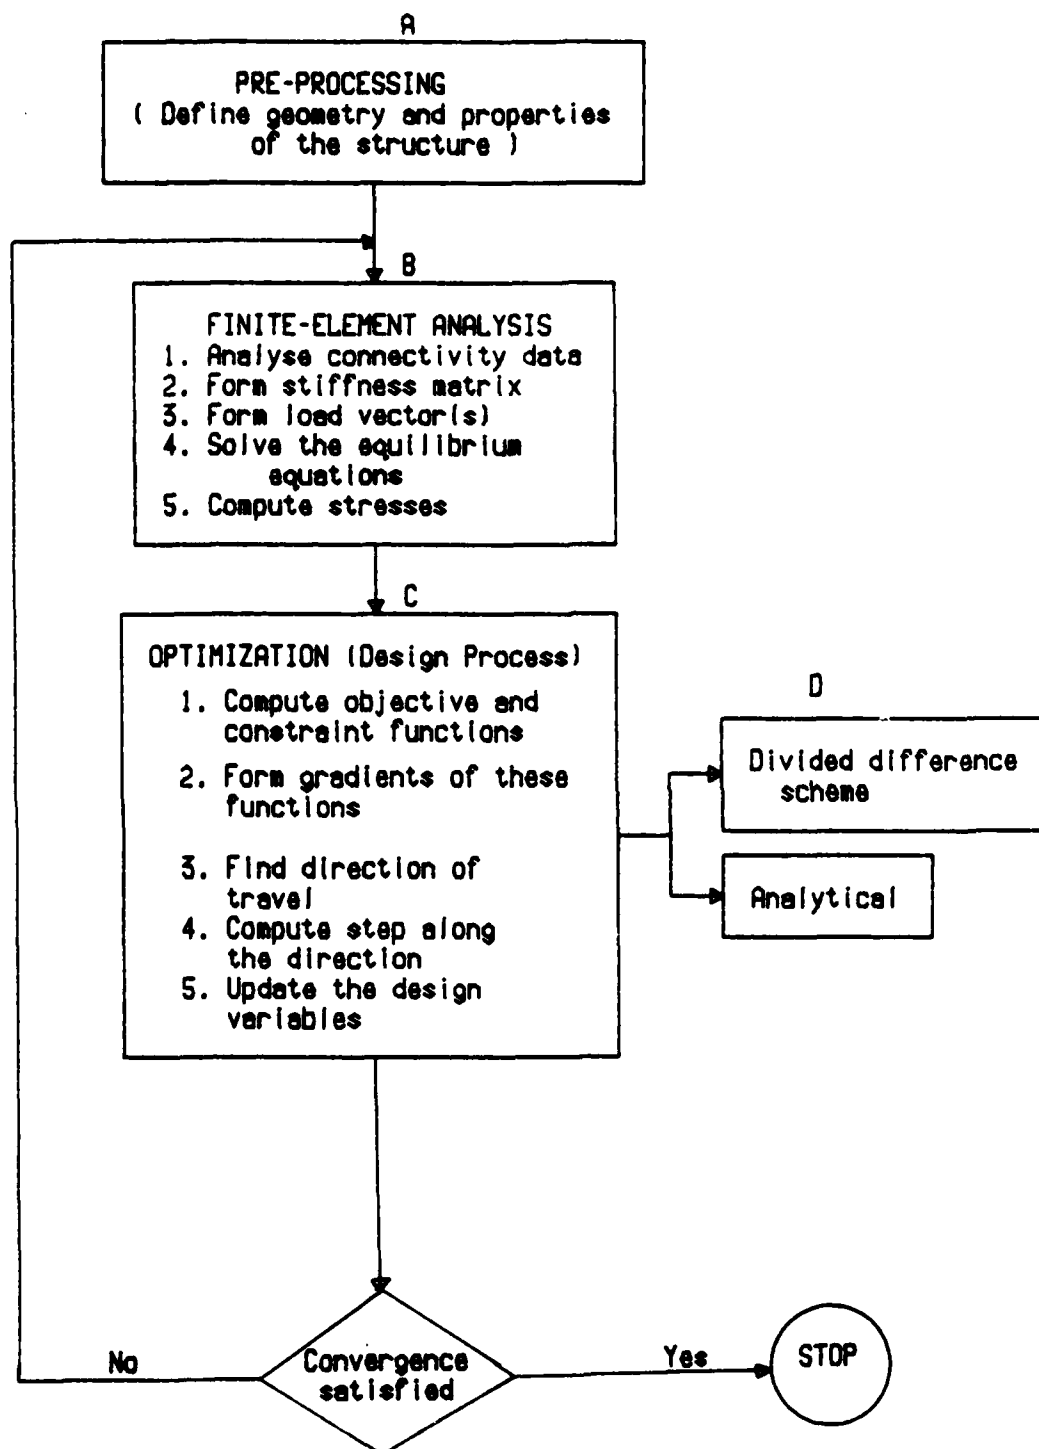 A
PRE-PROCESSING
( Define geometry and properties
of the structure )
B
FINITE-ELEMENT ANALYSIS
1. Analyse connectivity data
2. Form stiffness matrix
3. Form load vector(s)
4. Solve the equilibrium
equations
5. Compute stresses
C
OPTIMIZATION (Design Process)
1. Compute objective and
constraint functions
2. Form gradients of these
functions
3. Find direction of
travel
4. Compute step along
the direction
5. Update the design
variables
D
Divided difference
scheme
Analytical
No
Convergence
satisfied
Yes
STOP